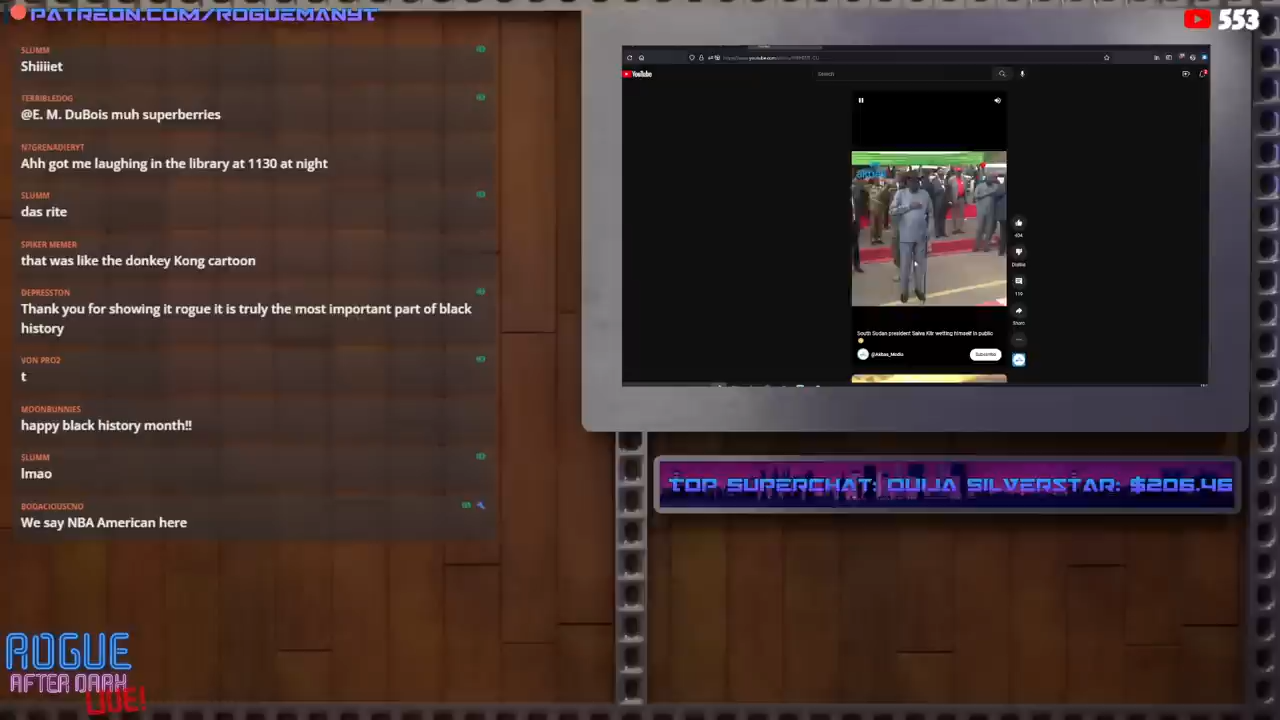 PATREON.COM/ROGUEMANYT
553
SLUMM
Shiiiiet
TERRIBLEDOG
@E. M. DuBois muh superberries
N7GRENADIERYT
Ahh got me laughing in the library at 1130 at night
SLUMM
das rite
SPIKER MEMER
that was like the donkey Kong cartoon
DEPRESSTON
Thank you for showing it rogue it is truly the most important part of black
history
VON PRO2
t
MOONBUNNIES
happy black history month!!
SLUMM
lmao
BODACIOUSCNO
We say NBA American here
YouTube
Search
Dislike
Share
South Sudan president Salva Kiir wetting himself in public
Subscribe
TOP SUPERCHAT: OUIJA SILVERSTAR: $206.46
ROGUE
AFTER DARK
LIVE!